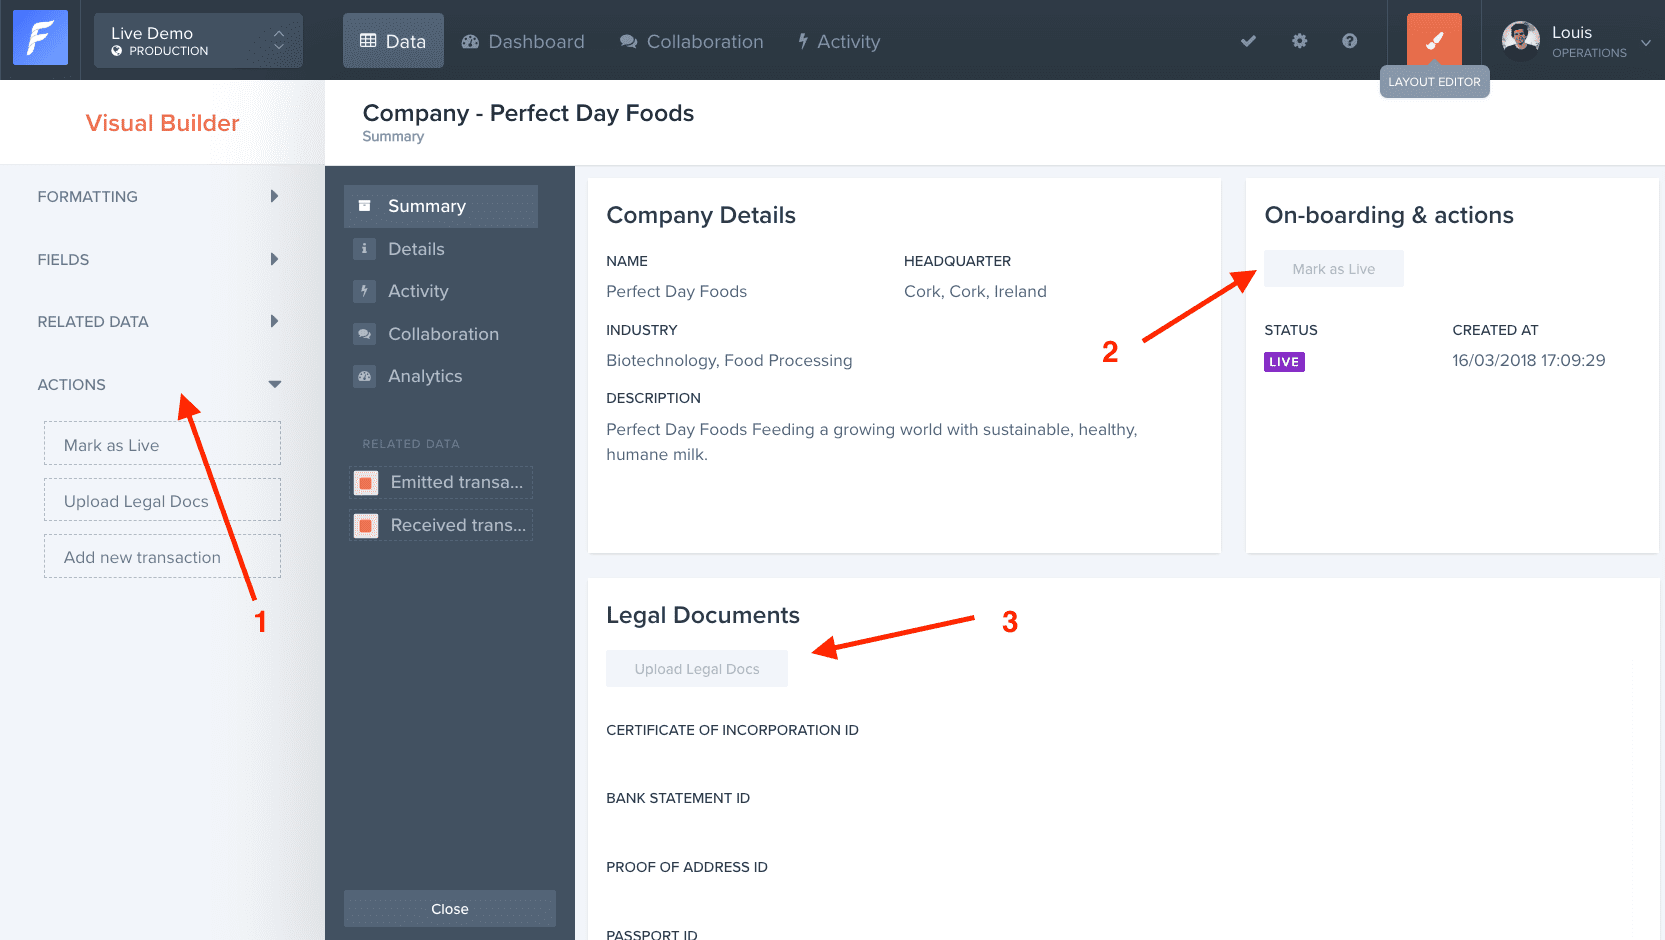 Live Demo
PRODUCTION
Data
Dashboard
Collaboration
Activity
Louis
OPERATIONS
LAYOUT EDITOR
Visual Builder
FORMATTING
FIELDS
RELATED DATA
ACTIONS
Mark as Live
Upload Legal Docs
Add new transaction
1
Company - Perfect Day Foods
Summary
Summary
Details
Activity
Collaboration
Analytics
RELATED DATA
Emitted transa...
Received trans...
Close
Company Details
NAME
Perfect Day Foods
HEADQUARTER
Cork, Cork, Ireland
INDUSTRY
Biotechnology, Food Processing
DESCRIPTION
Perfect Day Foods Feeding a growing world with sustainable, healthy,
humane milk.
2
On-boarding & actions
Mark as Live
STATUS
LIVE
CREATED AT
16/03/2018 17:09:29
Legal Documents
3
Upload Legal Docs
CERTIFICATE OF INCORPORATION ID
BANK STATEMENT ID
PROOF OF ADDRESS ID
PASSPORT ID